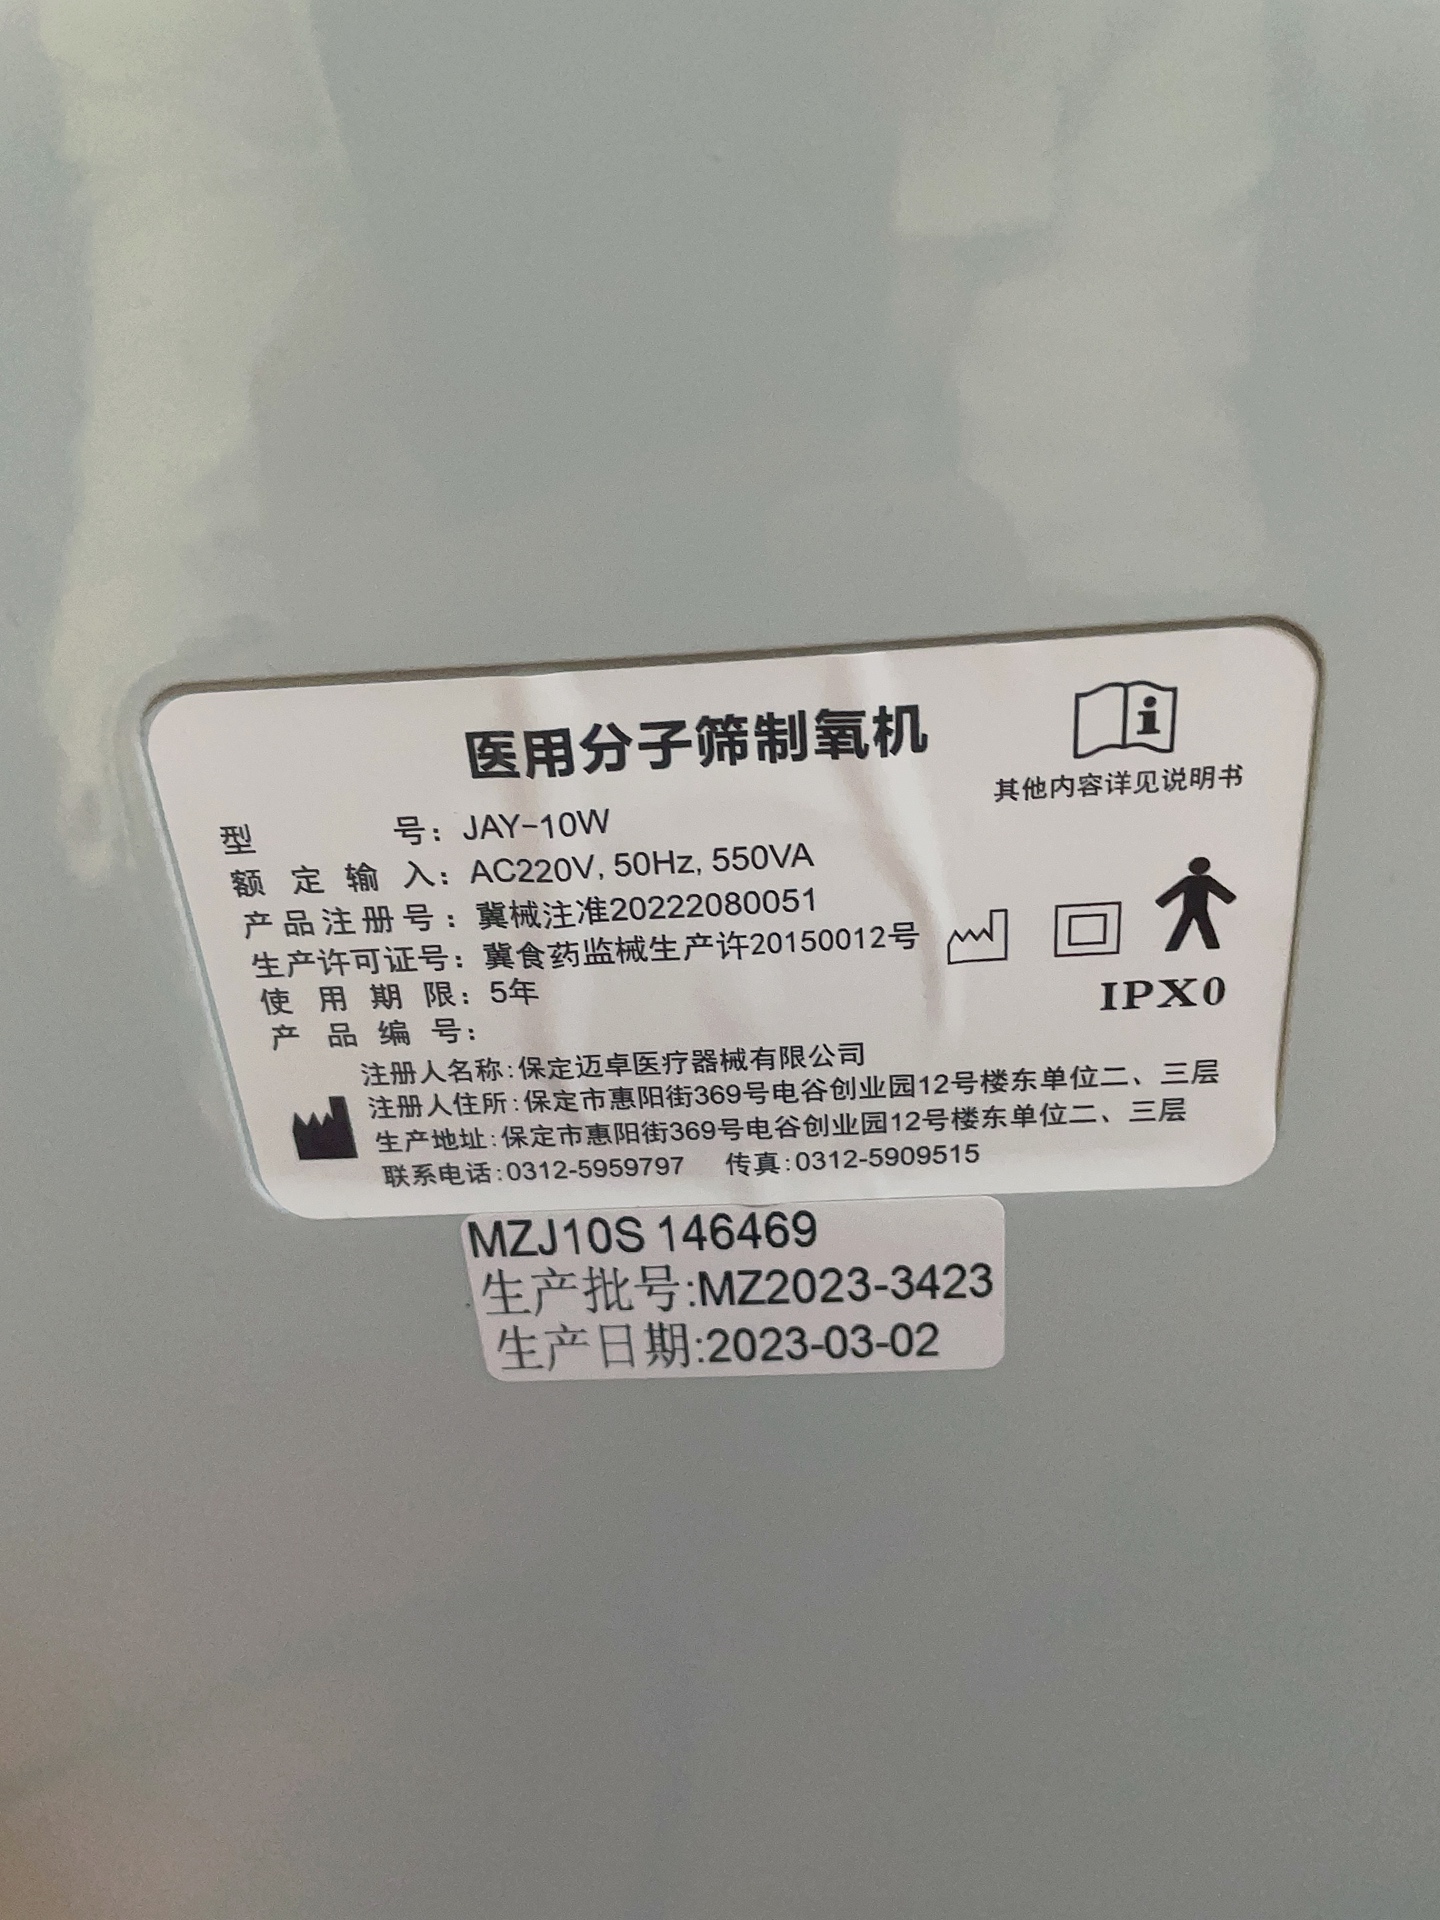 医用分子筛制氧机
其他内容详见说明书
型号：JAY-10W
额定输入：AC220V, 50Hz, 550VA
产品注册号：冀械注准20222080051
生产许可证号：冀食药监械生产许20150012号
使用期限：5年
IPX0
产品编号：
注册人名称:保定迈卓医疗器械有限公司
注册人住所:保定市惠阳街369号电谷创业园12号楼东单位二、三层
生产地址:保定市惠阳街369号电谷创业园12号楼东单位二、三层
联系电话:0312-5959797 传真:0312-5909515
MZJ10S 146469
生产批号:MZ2023-3423
生产日期:2023-03-02